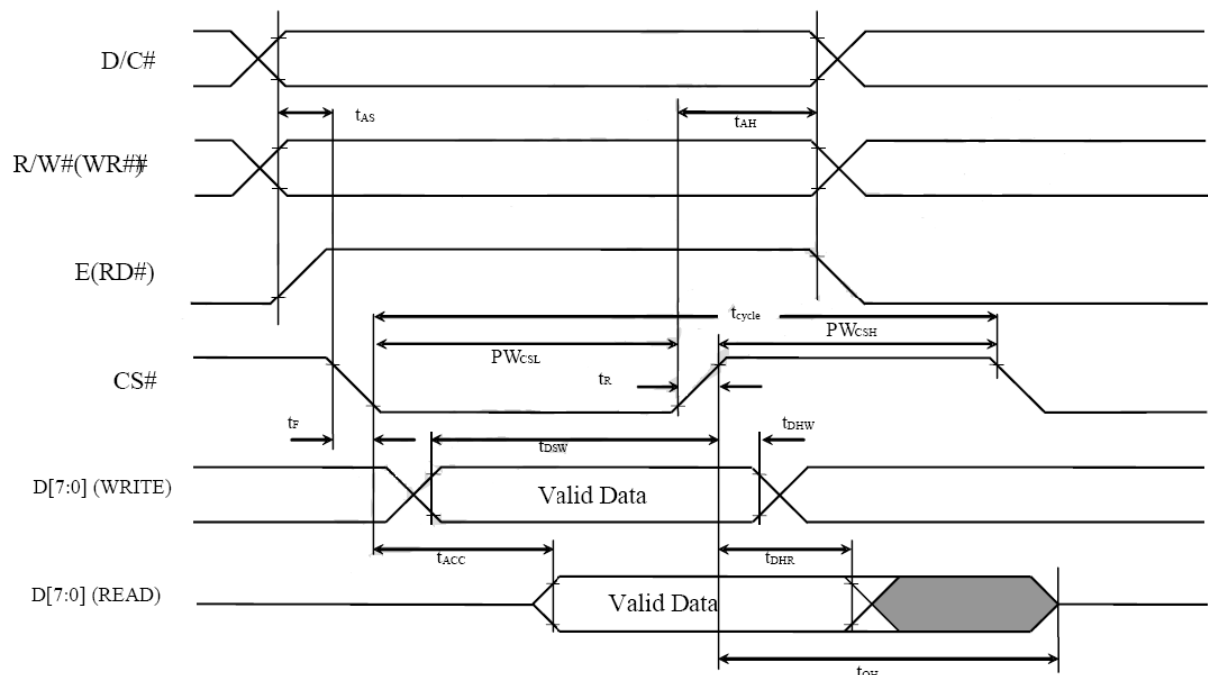 D/C#
tAS
tAH
R/W#(WR##
E(RD#)
tcycle
PWCSL
PWCSH
CS#
tR
tF
tDSW
tDHW
D[7:0] (WRITE)
Valid Data
tACC
tDHR
D[7:0] (READ)
Valid Data
tOH